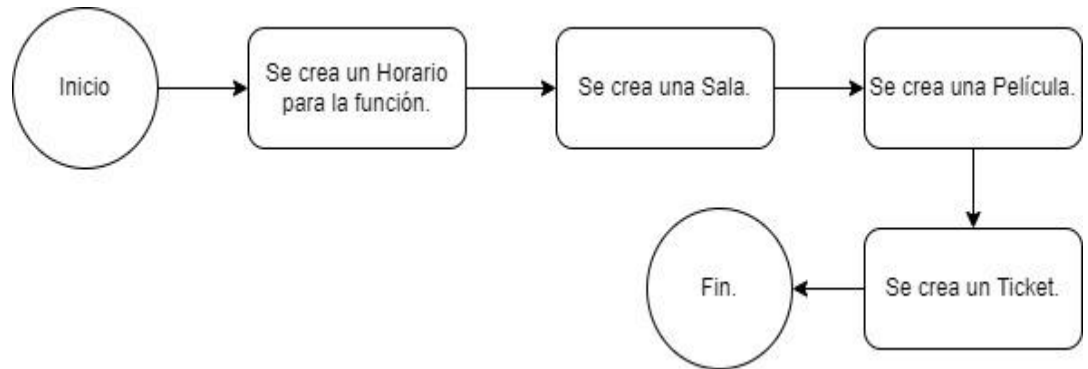 Inicio
Se crea un Horario
para la función.
Se crea una Sala.
Se crea una Película.
Se crea un Ticket.
Fin.